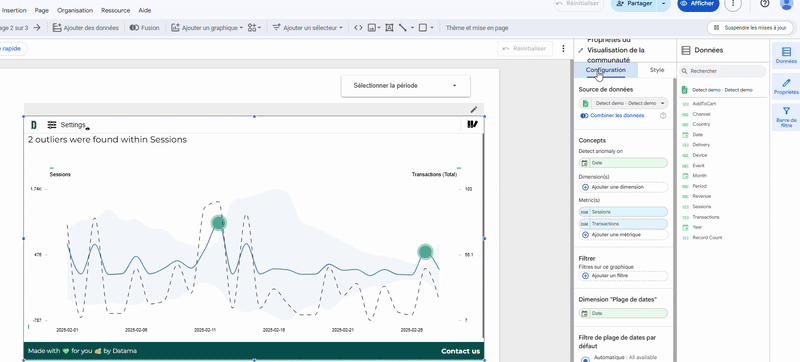 Insertion Page Organisation Ressource Aide
Réinitialiser Partager Afficher
Page 2 sur 3 Ajouter des données Fusion Ajouter un graphique Ajouter un sélecteur Thème et mise en page Suspendre les mises à jour
rapide Réinitialiser
Propriétés du
Visualisation de la
communauté
Configuration Style
Données
Rechercher
Detect demo - Detect demo
AddToCart
Channel
Country
Date
Delivery
Device
Event
Month
Period
Revenue
Sessions
Transactions
Year
Record Count
Données
Propriétés
Barre de
filtre
Source de données
Detect demo - Detect demo
Combiner les données
Concepts
Detect anomaly on
Date
Dimension(s)
Ajouter une dimension
Metric(s)
SUM Sessions
SUM Transactions
Ajouter une métrique
Filtrer
Filtres sur ce graphique
Ajouter un filtre
Dimension "Plage de dates"
Date
Filtre de plage de dates par
défaut
Automatique : All available
Sélectionner la période
D Settings
2 outliers were found within Sessions
Sessions Transactions (Total)
1.74K 103
476 55.1
-787 7
2025-02-01 2025-02-06 2025-02-11 2025-02-15 2025-02-20 2025-02-25
Made with 💚 for you by Datama Contact us